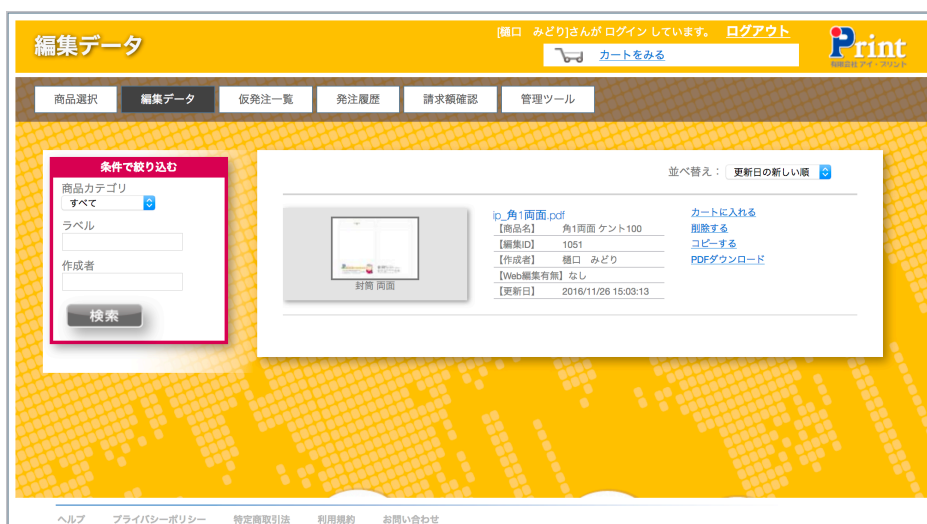 編集データ
[樋口　みどり]さんが ログイン しています。 ログアウト
カートをみる
Print
有限会社 アイ・プリント
商品選択 編集データ 仮発注一覧 発注履歴 請求額確認 管理ツール
条件で絞り込む
商品カテゴリ
すべて
ラベル
作成者
検索
並べ替え： 更新日の新しい順
ip_角1両面.pdf
【商品名】 角1両面 ケント100
【編集ID】 1051
【作成者】 樋口　みどり
【Web編集有無】なし
【更新日】 2016/11/26 15:03:13
カートに入れる
削除する
コピーする
PDFダウンロード
封筒 両面
ヘルプ プライバシーポリシー 特定商取引法 利用規約 お問い合わせ